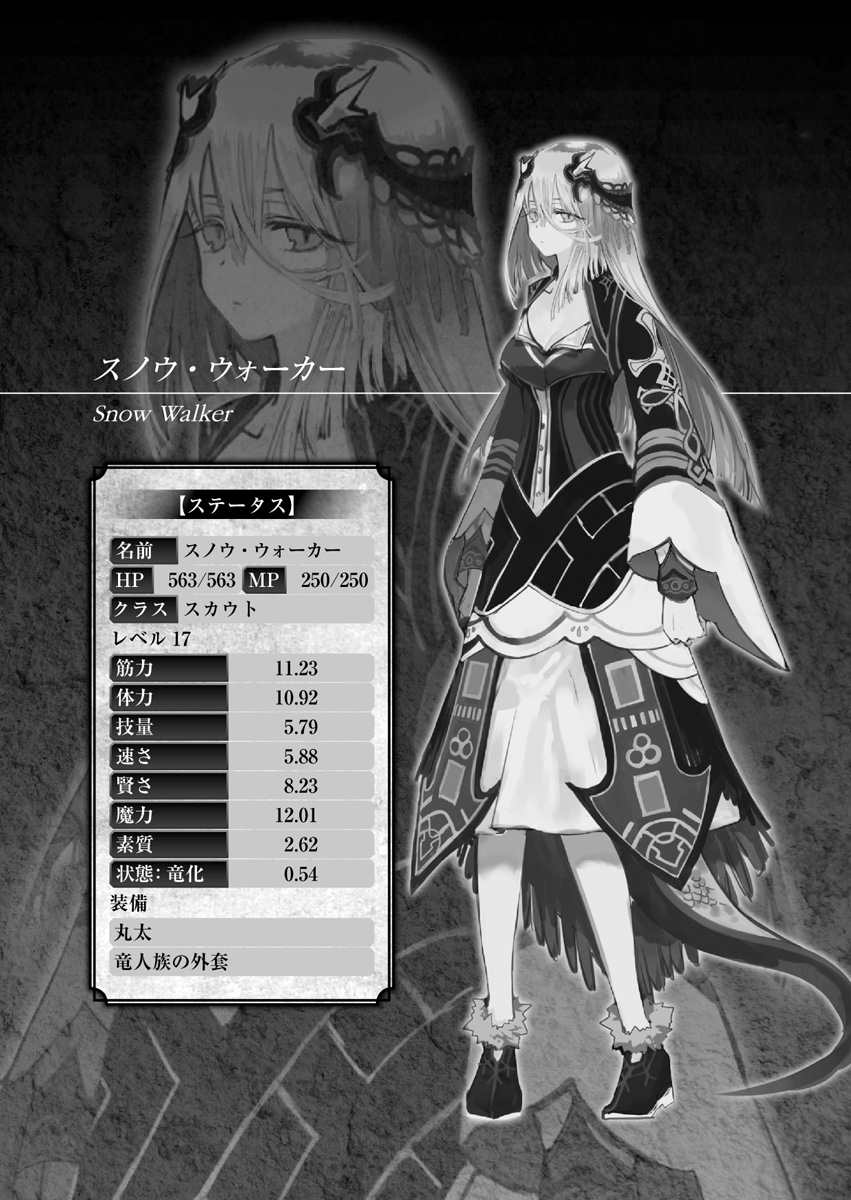 スノウ・ウォーカー
Snow Walker
【ステータス】
名前 スノウ・ウォーカー
HP 563/563 MP 250/250
クラス スカウト
レベル 17
筋力 11.23
体力 10.92
技量 5.79
速さ 5.88
賢さ 8.23
魔力 12.01
素質 2.62
状態：竜化 0.54
装備
丸太
竜人族の外套